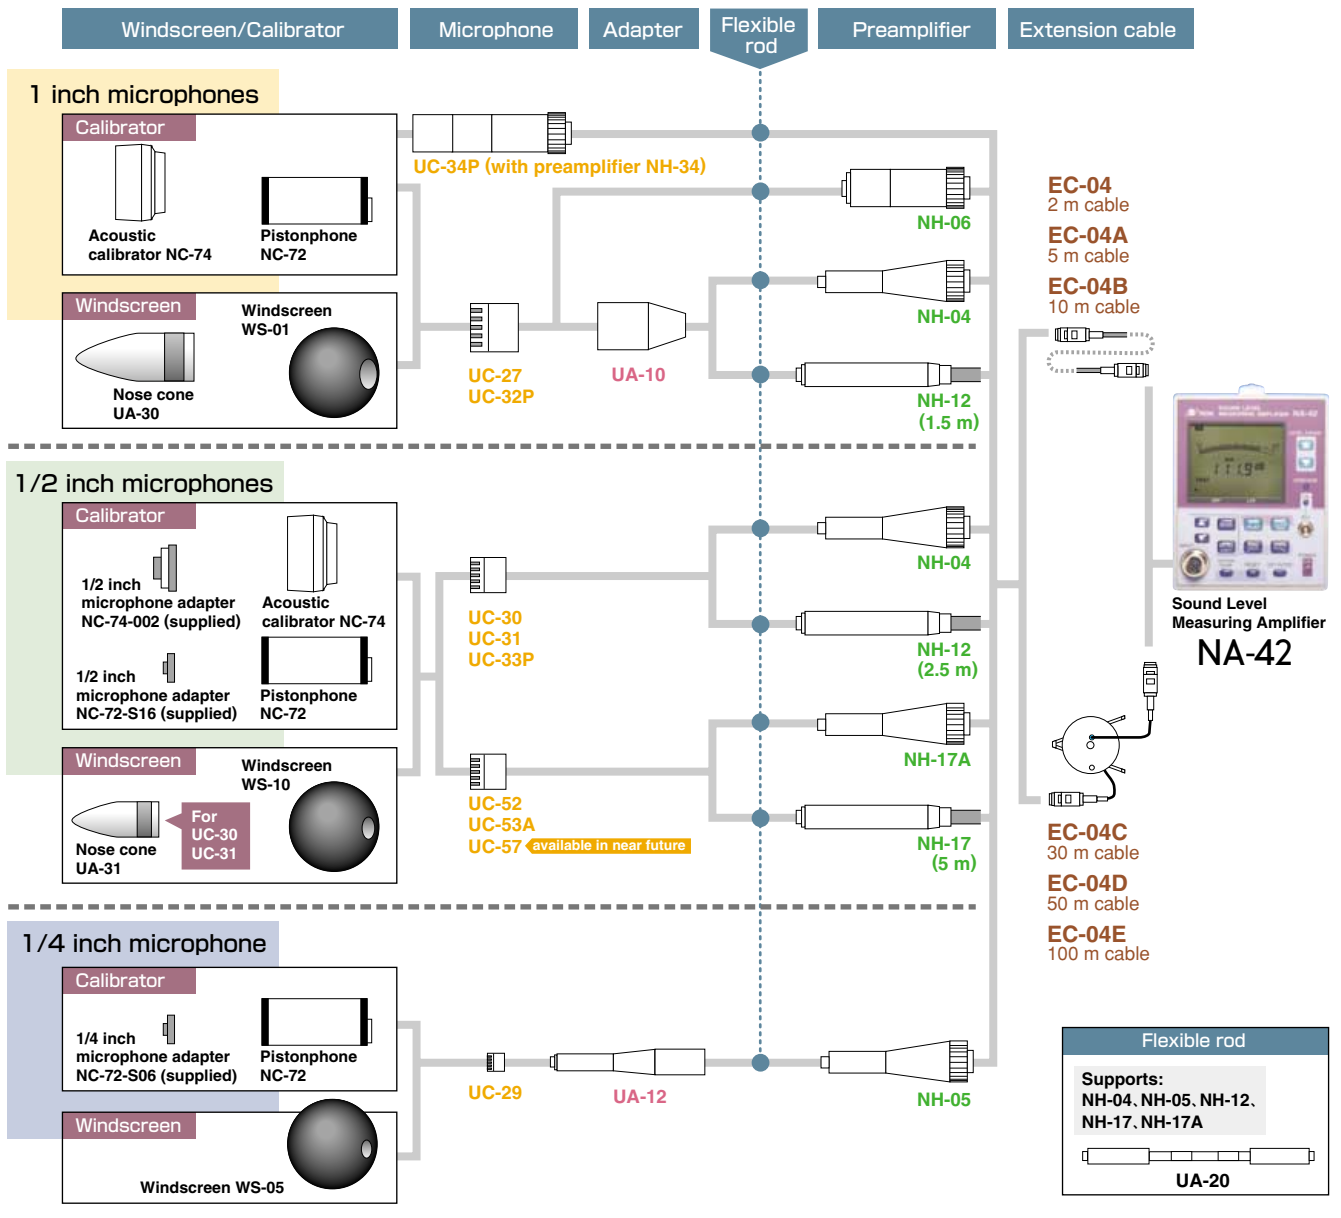 Windscreen/Calibrator
Microphone
Adapter
Flexible
rod
Preamplifier
Extension cable
1 inch microphones
Calibrator
Acoustic
calibrator NC-74
Pistonphone
NC-72
UC-34P (with preamplifier NH-34)
NH-06
Windscreen
Windscreen
WS-01
Nose cone
UA-30
UC-27
UC-32P
UA-10
NH-04
NH-12
(1.5 m)
EC-04
2 m cable
EC-04A
5 m cable
EC-04B
10 m cable
1/2 inch microphones
Calibrator
1/2 inch
microphone adapter
NC-74-002 (supplied)
Acoustic
calibrator NC-74
1/2 inch
microphone adapter
NC-72-S16 (supplied)
Pistonphone
NC-72
UC-30
UC-31
UC-33P
NH-04
NH-12
(2.5 m)
111.9
Sound Level
Measuring Amplifier
NA-42
Windscreen
Windscreen
WS-10
Nose cone
UA-31
For
UC-30
UC-31
UC-52
UC-53A
UC-57 available in near future
NH-17A
NH-17
(5 m)
EC-04C
30 m cable
EC-04D
50 m cable
EC-04E
100 m cable
1/4 inch microphone
Calibrator
1/4 inch
microphone adapter
NC-72-S06 (supplied)
Pistonphone
NC-72
Windscreen
Windscreen WS-05
UC-29
UA-12
NH-05
Flexible rod
Supports:
NH-04、NH-05、NH-12、
NH-17、NH-17A
UA-20